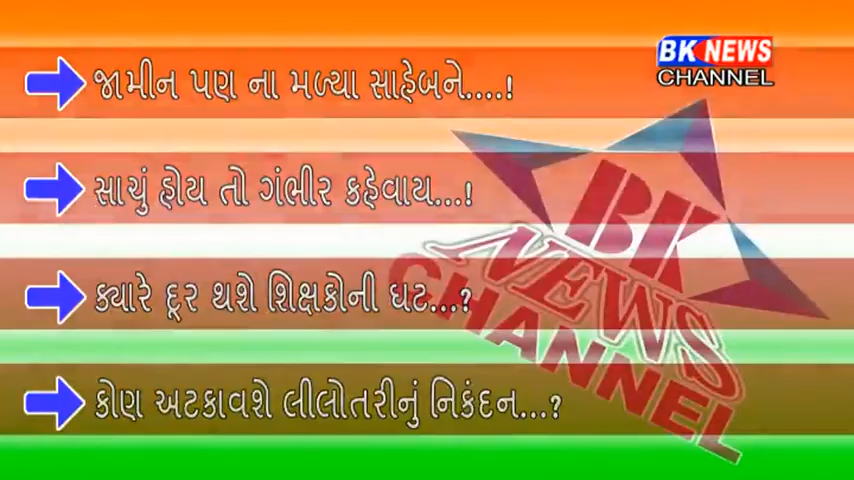 BK NEWS
CHANNEL
જામીન પણ ના મળ્યા સાહેબને....!
સાચું હોય તો ગંભીર કહેવાય...!
ક્યારે દૂર થશે શિક્ષકોની ઘટ...?
કોણ અટકાવશે લીલોતરીનું નિકંદન...?
BK
NEWS
CHANNEL